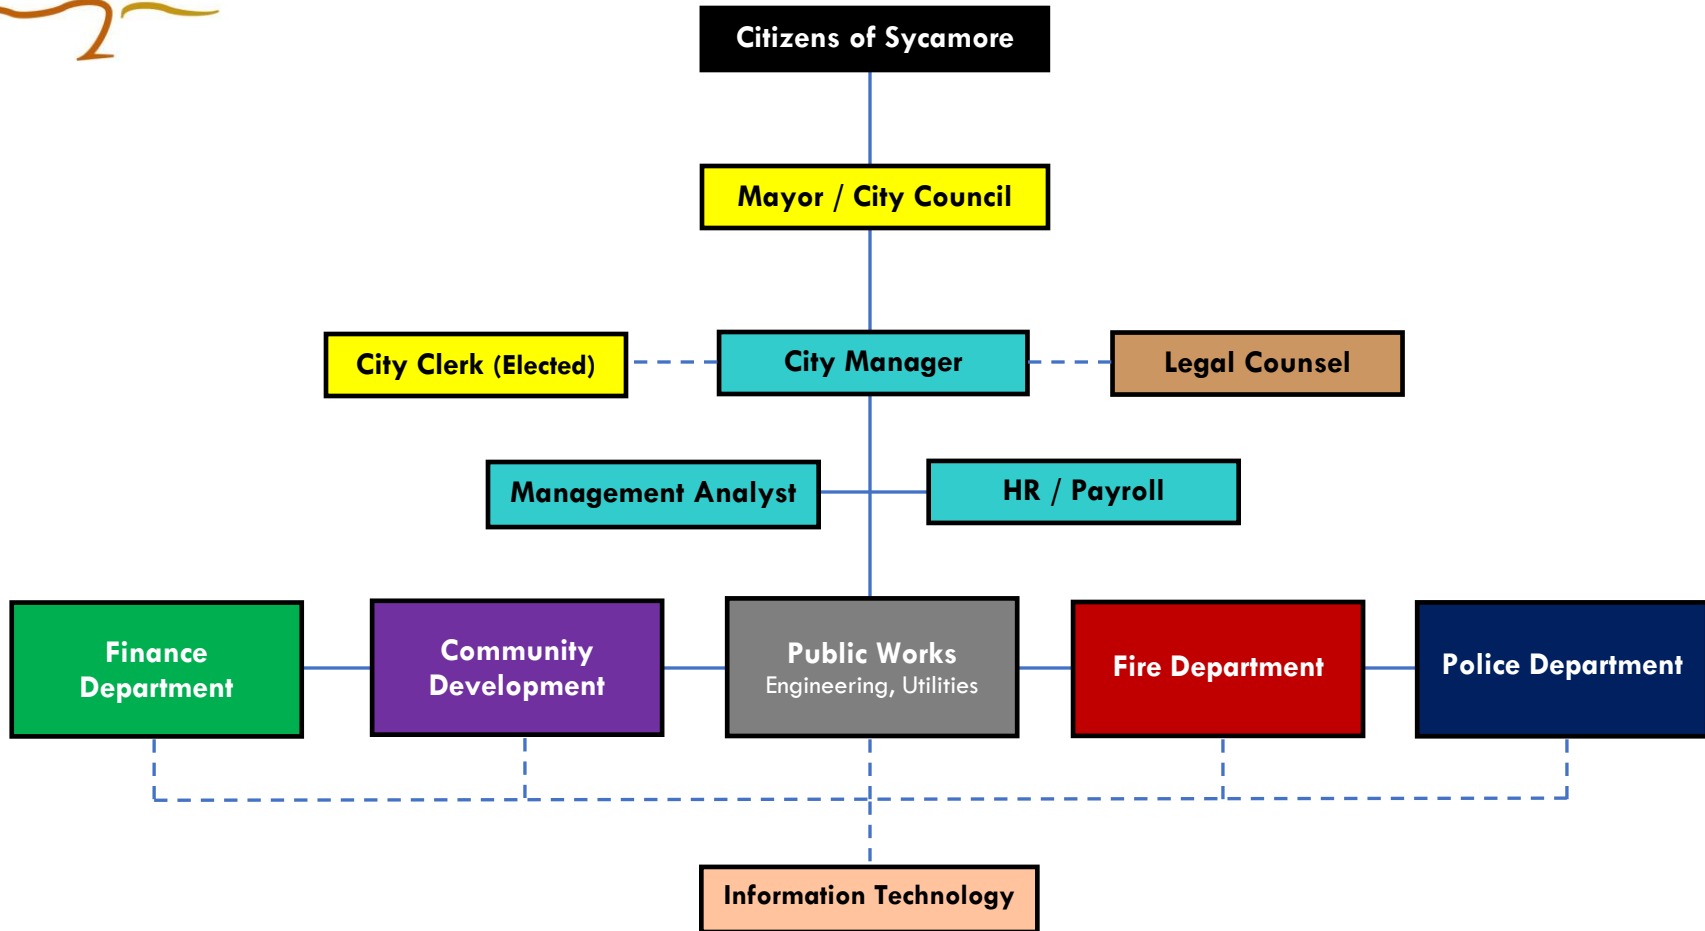 Citizens of Sycamore
Mayor / City Council
City Clerk (Elected)
City Manager
Legal Counsel
Management Analyst
HR / Payroll
Finance
Department
Community
Development
Public Works
Engineering, Utilities
Fire Department
Police Department
Information Technology